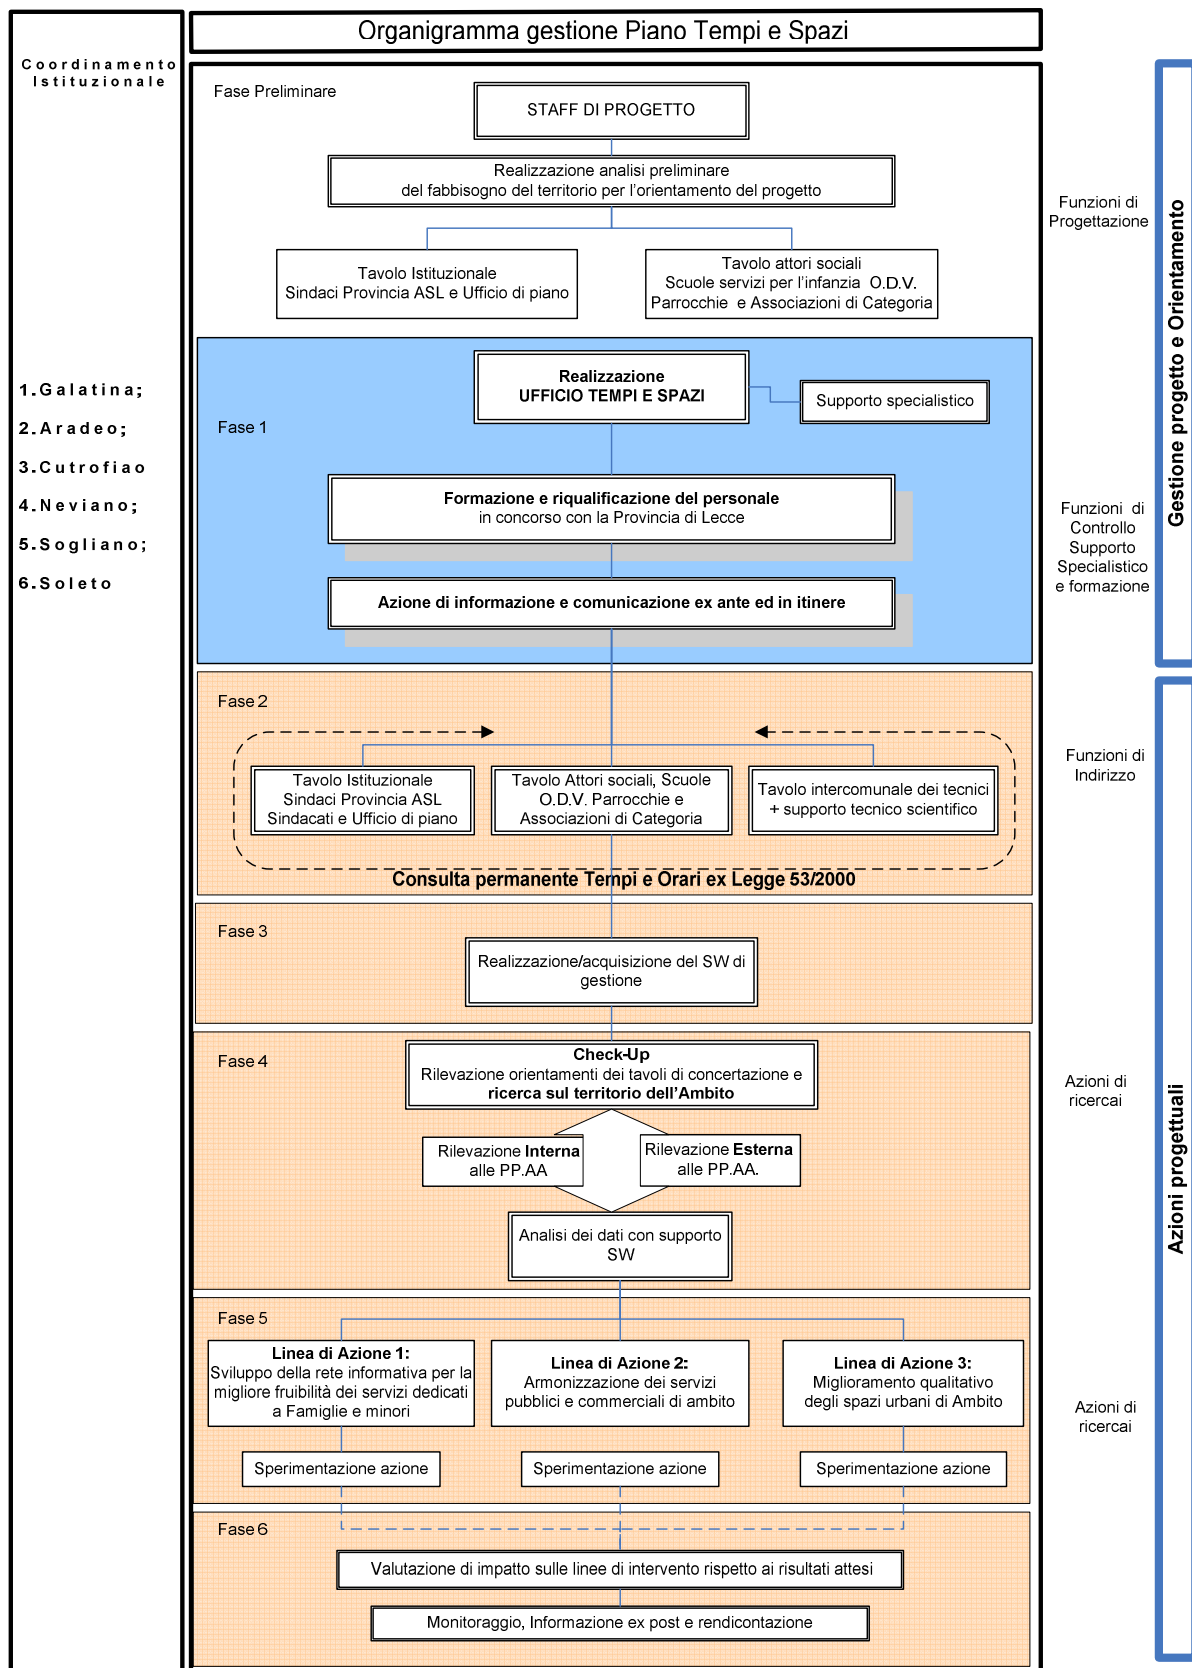 Organigramma gestione Piano Tempi e Spazi
Coordinamento
Istituzionale
1.Galatina;
2.Aradeo;
3.Cutrofiao
4.Neviano;
5.Sogliano;
6.Soleto
Fase Preliminare
STAFF DI PROGETTO
Realizzazione analisi preliminare
del fabbisogno del territorio per l'orientamento del progetto
Tavolo Istituzionale
Sindaci Provincia ASL e Ufficio di piano
Tavolo attori sociali
Scuole servizi per l'infanzia O.D.V.
Parrocchie e Associazioni di Categoria
Funzioni di
Progettazione
Gestione progetto e Orientamento
Fase 1
Realizzazione
UFFICIO TEMPI E SPAZI
Supporto specialistico
Formazione e riqualificazione del personale
in concorso con la Provincia di Lecce
Azione di informazione e comunicazione ex ante ed in itinere
Funzioni di
Controllo
Supporto
Specialistico
e formazione
Fase 2
Tavolo Istituzionale
Sindaci Provincia ASL
Sindacati e Ufficio di piano
Tavolo Attori sociali, Scuole
O.D.V. Parrocchie e
Associazioni di Categoria
Tavolo intercomunale dei tecnici
+ supporto tecnico scientifico
Consulta permanente Tempi e Orari ex Legge 53/2000
Funzioni di
Indirizzo
Azioni progettuali
Fase 3
Realizzazione/acquisizione del SW di
gestione
Fase 4
Check-Up
Rilevazione orientamenti dei tavoli di concertazione e
ricerca sul territorio dell'Ambito
Rilevazione Interna
alle PP.AA
Rilevazione Esterna
alle PP.AA.
Analisi dei dati con supporto
SW
Azioni di
ricercai
Fase 5
Linea di Azione 1:
Sviluppo della rete informativa per la
migliore fruibilità dei servizi dedicati
a Famiglie e minori
Linea di Azione 2:
Armonizzazione dei servizi
pubblici e commerciali di ambito
Linea di Azione 3:
Miglioramento qualitativo
degli spazi urbani di Ambito
Sperimentazione azione
Sperimentazione azione
Sperimentazione azione
Azioni di
ricercai
Fase 6
Valutazione di impatto sulle linee di intervento rispetto ai risultati attesi
Monitoraggio, Informazione ex post e rendicontazione